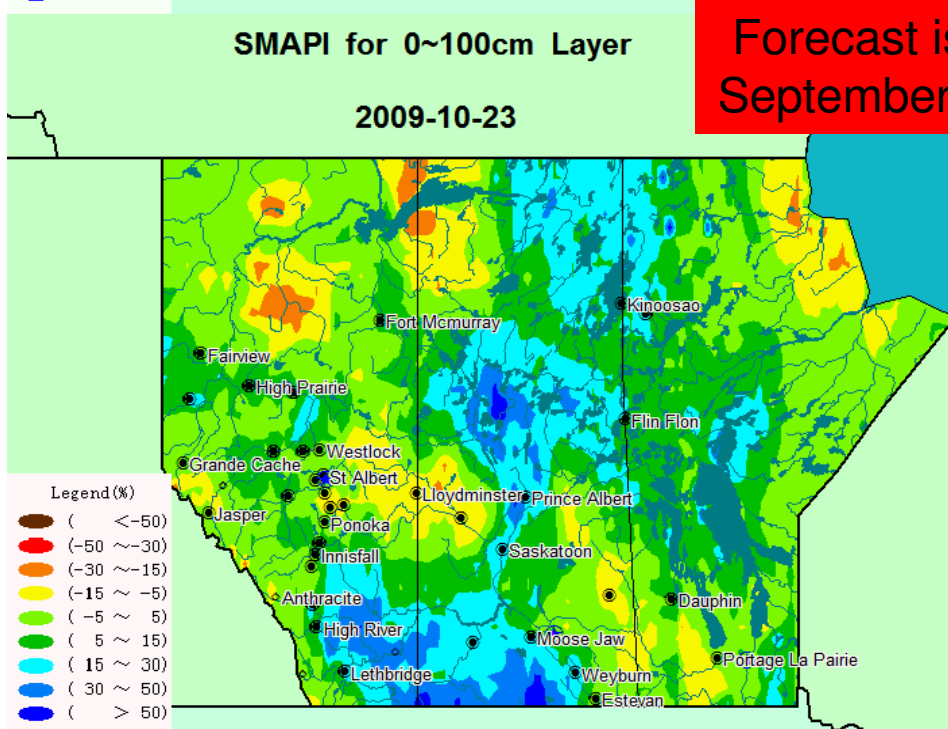 SMAPI for 0~100cm Layer
2009-10-23
Forecast is
September
Kinoosao
Fort Mcmurray
Fairview
High Prairie
Flin Flon
Westlock
Grande Cache
St Albert
Lloydminster
Prince Albert
Jasper
Ponoka
Saskatoon
Innisfall
Anthracite
Dauphin
High River
Moose Jaw
Portage La Pairie
Lethbridge
Weyburn
Estevan
Legend(%)
( <-50)
(-50 ~-30)
(-30 ~-15)
(-15 ~ -5)
( -5 ~ 5)
( 5 ~ 15)
( 15 ~ 30)
( 30 ~ 50)
( > 50)